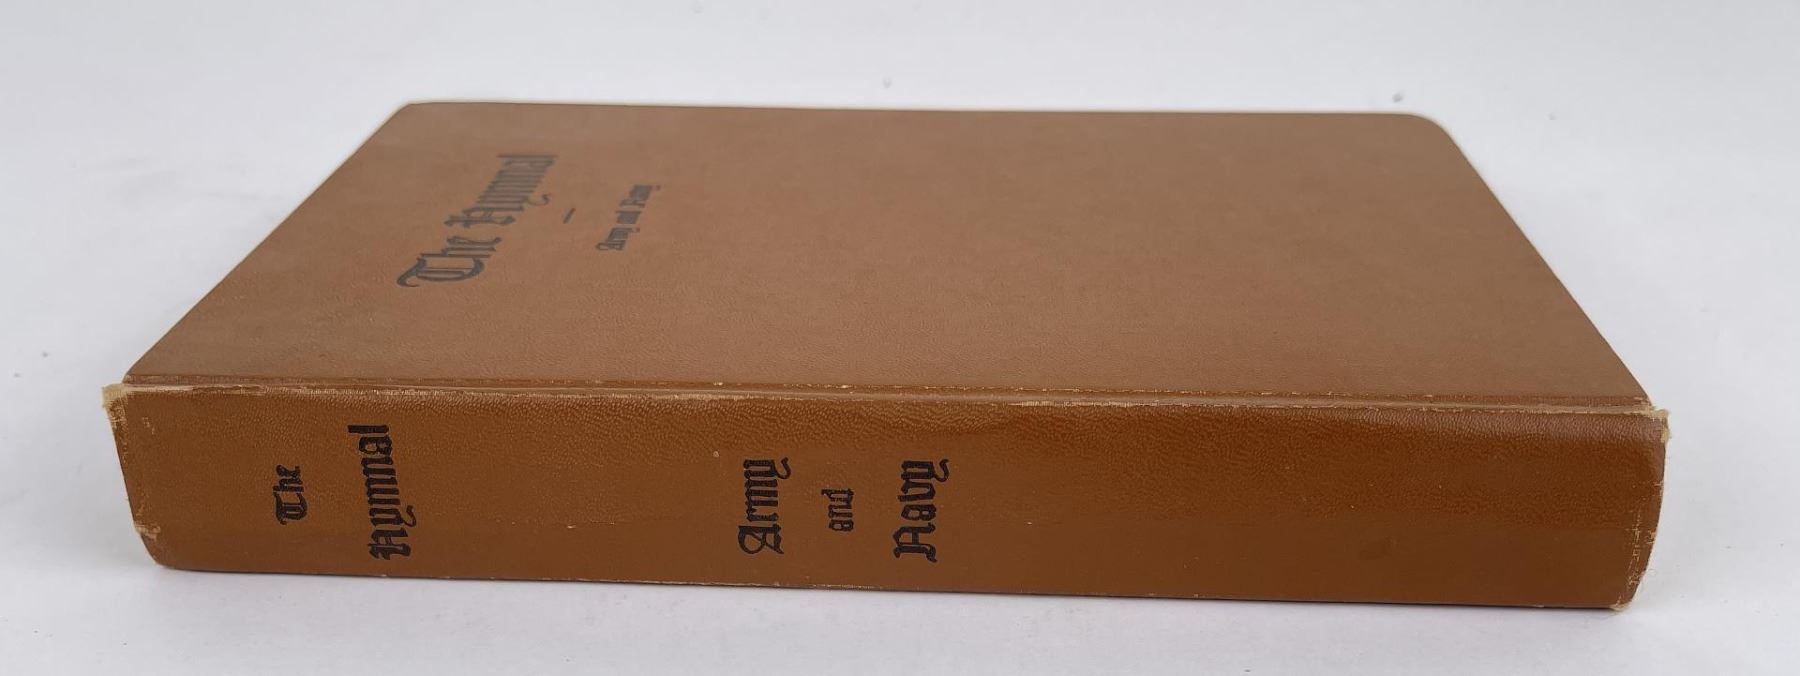 The Hymnal
Army and Navy
The
Hymnal
Army
and
Navy